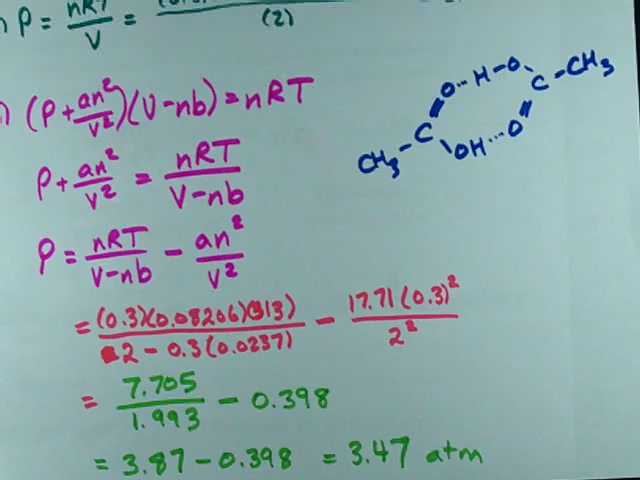 P = nRT/V = /(2)
(P + an²/V²)(V - nb) = nRT
P + an²/V² = nRT/(V - nb)
P = nRT/(V - nb) - an²/V²
= (0.3)(0.08206)(313)/(2 - 0.3(0.0237)) - 17.71(0.3)²/2²
= 7.705/1.993 - 0.398
= 3.87 - 0.398 = 3.47 atm
O ··· H - O
C - CH₃
CH₃ - C
OH ··· O